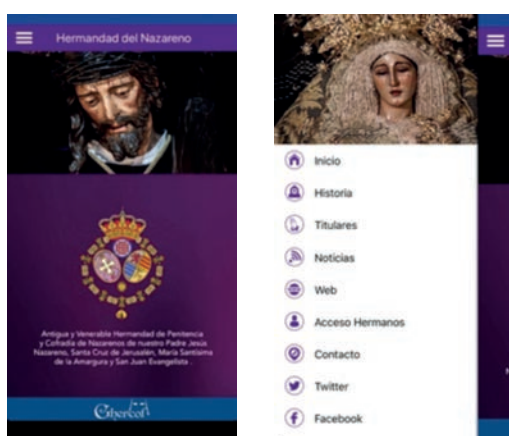 Hermandad del Nazareno
Antigua y Venerable Hermandad de Penitencia
y Cofradía de Nazarenos de nuestro Padre Jesús
Nazareno, Santa Cruz de Jerusalén, María Santísima
de la Amargura y San Juan Evangelista .
Ghercof
Inicio
Historia
Titulares
Noticias
Web
Acceso Hermanos
Contacto
Twitter
Facebook